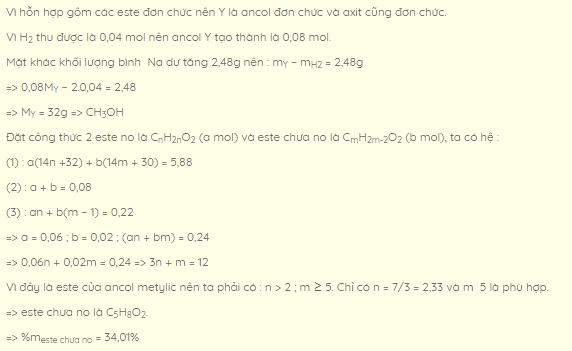 Vì hỗn hợp gồm các este đơn chức nên Y là ancol đơn chức và axit cũng đơn chức.
Vì H₂ thu được là 0,04 mol nên ancol Y tạo thành là 0,08 mol.
Mặt khác khối lượng bình Na dư tăng 2,48g nên : mY – mH2 = 2,48g
=> 0,08MY – 2.0,04 = 2,48
=> MY = 32g => CH₃OH
Đặt công thức 2 este no là CnH2nO₂ (a mol) và este chưa no là CmH2m-2O₂ (b mol), ta có hệ :
(1) : a(14n +32) + b(14m + 30) = 5,88
(2) : a + b = 0,08
(3) : an + b(m – 1) = 0,22
=> a = 0,06 ; b = 0,02 ; (an + bm) = 0,24
=> 0,06n + 0,02m = 0,24 => 3n + m = 12
Vì đây là este của ancol metylic nên ta phải có : n > 2 ; m ≥ 5. Chỉ có n = 7/3 = 2,33 và m 5 là phù hợp.
=> este chưa no là C₅H₈O₂.
=> %meste chưa no = 34,01%